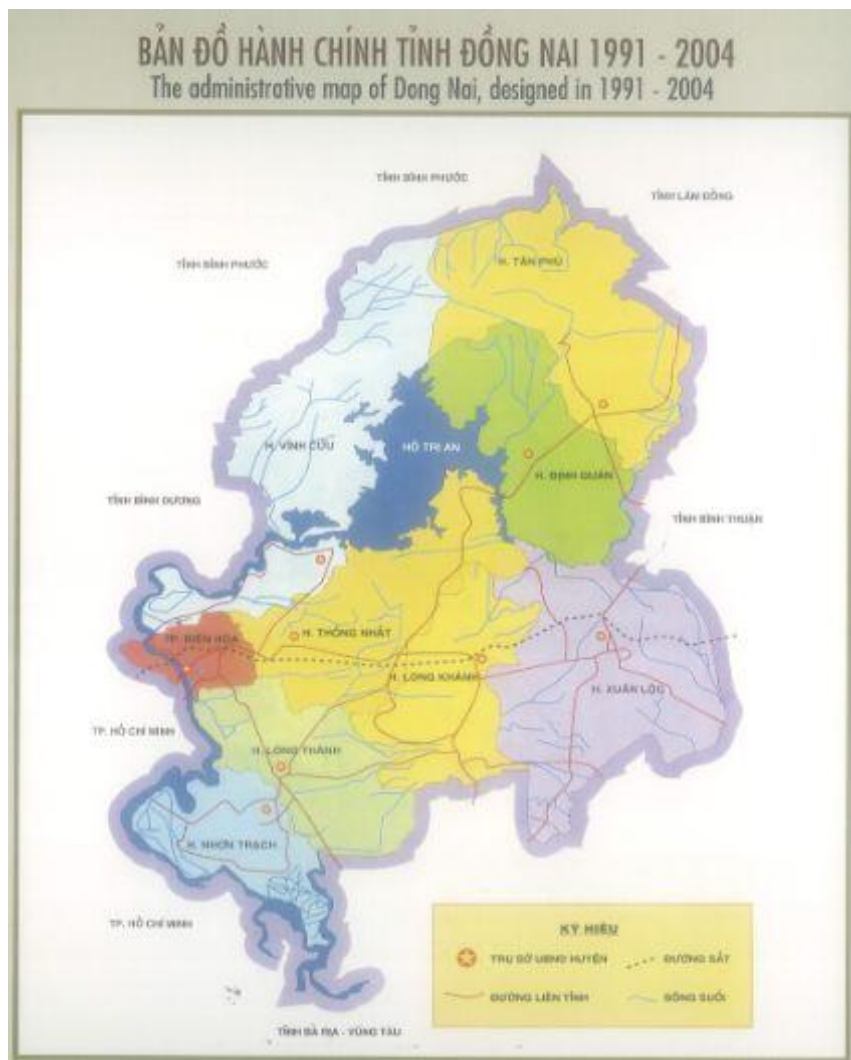 BẢN ĐỒ HÀNH CHÍNH TỈNH ĐỒNG NAI 1991 - 2004
The administrative map of Dong Nai, designed in 1991 - 2004
TỈNH BÌNH PHƯỚC
TỈNH LÂM ĐỒNG
TỈNH BÌNH PHƯỚC
H. TÂN PHÚ
H. VĨNH CỬU
HỒ TRỊ AN
H. ĐỊNH QUÁN
TỈNH BÌNH DƯƠNG
TỈNH BÌNH THUẬN
TP. BIÊN HÒA
H. THỐNG NHẤT
H. LONG KHÁNH
H. XUÂN LỘC
TP. HỒ CHÍ MINH
H. LONG THÀNH
H. NHƠN TRẠCH
TP. HỒ CHÍ MINH
KÝ HIỆU
TRỤ SỞ UBND HUYỆN
ĐƯỜNG SẮT
ĐƯỜNG LIÊN TỈNH
SÔNG SUỐI
TỈNH BÀ RỊA - VŨNG TÀU